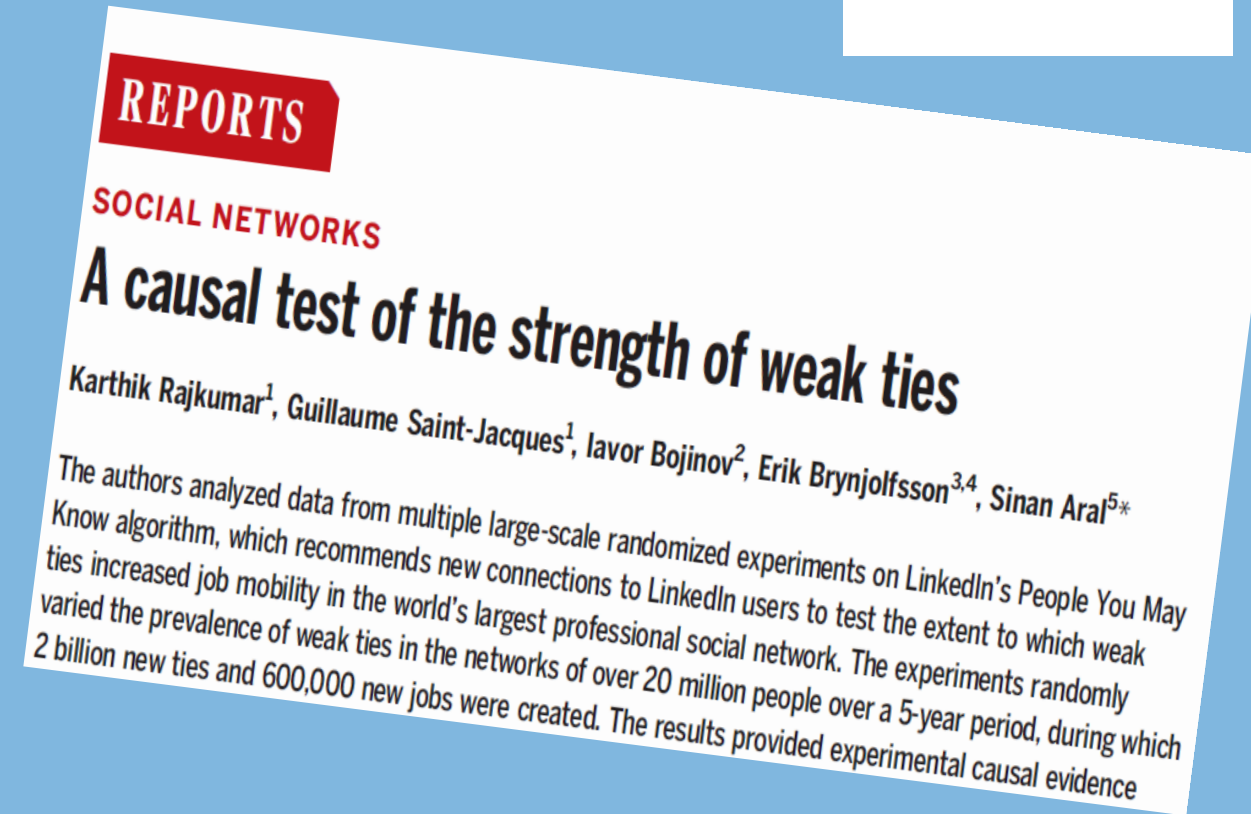 REPORTS
SOCIAL NETWORKS
A causal test of the strength of weak ties
Karthik Rajkumar¹, Guillaume Saint-Jacques¹, Iavor Bojinov², Erik Brynjolfsson³,⁴, Sinan Aral⁵*
The authors analyzed data from multiple large-scale randomized experiments on LinkedIn's People You May
Know algorithm, which recommends new connections to LinkedIn users to test the extent to which weak
ties increased job mobility in the world's largest professional social network. The experiments randomly
varied the prevalence of weak ties in the networks of over 20 million people over a 5-year period, during which
2 billion new ties and 600,000 new jobs were created. The results provided experimental causal evidence